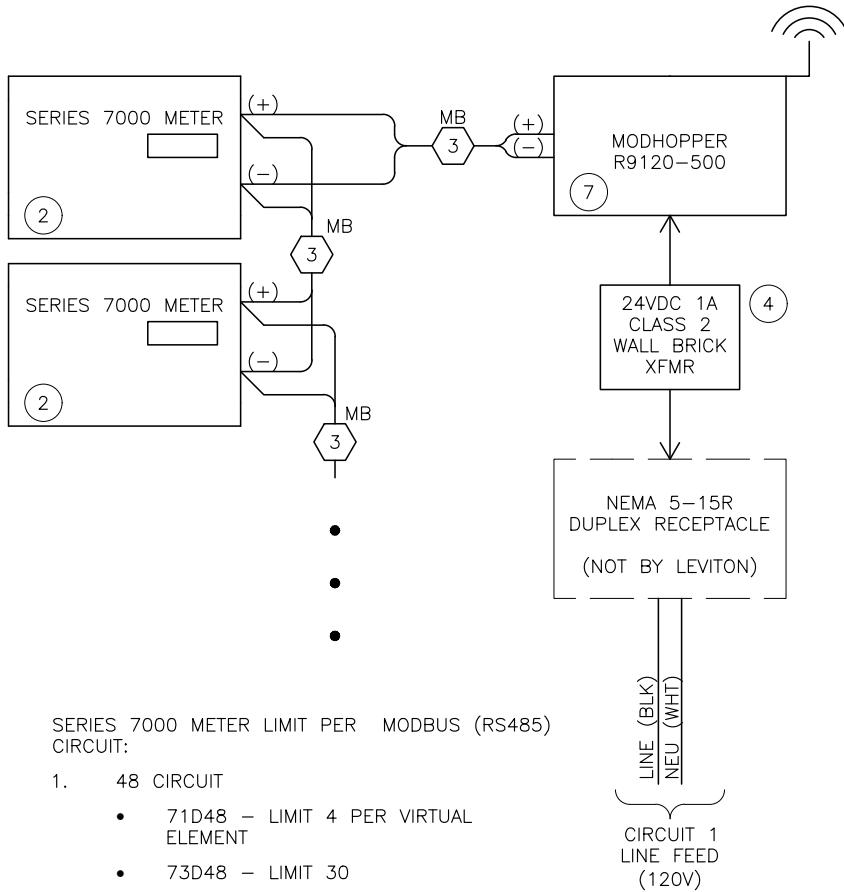 SERIES 7000 METER
(+)
(−)
2
MB
3
(+)
(−)
MODHOPPER
R9120−500
7
MB
3
SERIES 7000 METER
(+)
(−)
2
MB
3
24VDC 1A
CLASS 2
WALL BRICK
XFMR
4
NEMA 5−15R
DUPLEX RECEPTACLE
(NOT BY LEVITON)
LINE (BLK)
NEU (WHT)
CIRCUIT 1
LINE FEED
(120V)
SERIES 7000 METER LIMIT PER MODBUS (RS485)
CIRCUIT:
1. 48 CIRCUIT
• 71D48 − LIMIT 4 PER VIRTUAL
ELEMENT
• 73D48 − LIMIT 30